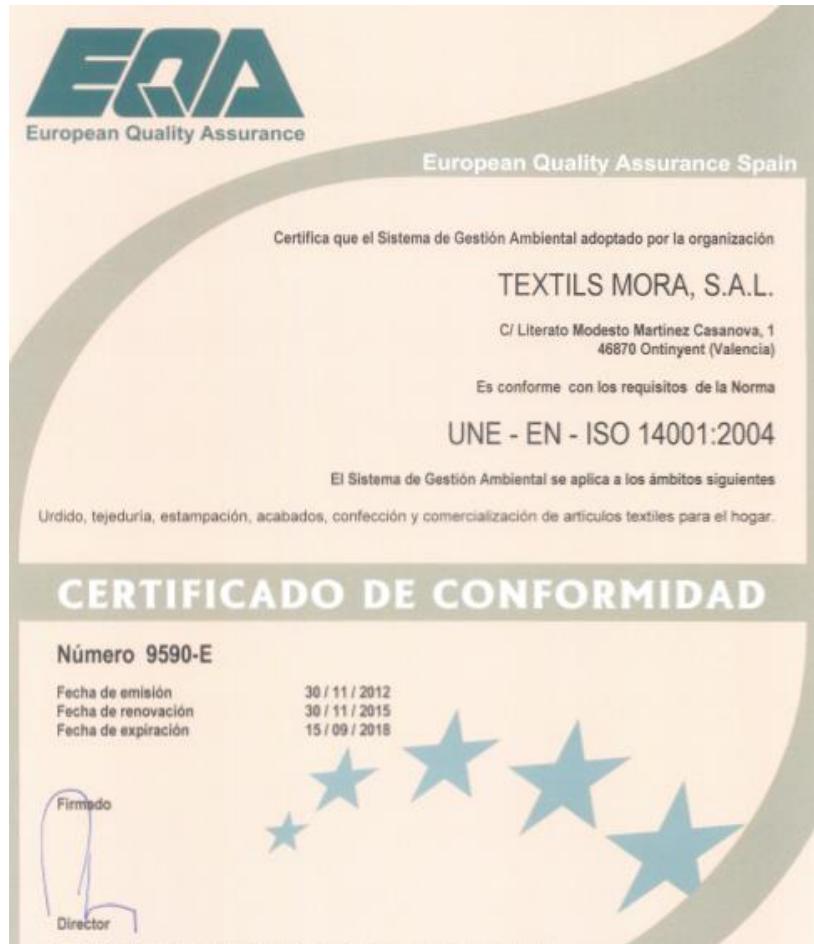 EQA
European Quality Assurance
European Quality Assurance Spain
Certifica que el Sistema de Gestión Ambiental adoptado por la organización
TEXTILS MORA, S.A.L.
C/ Literato Modesto Martinez Casanova, 1
46870 Ontinyent (Valencia)
Es conforme con los requisitos de la Norma
UNE - EN - ISO 14001:2004
El Sistema de Gestión Ambiental se aplica a los ámbitos siguientes
Urdido, tejeduria, estampación, acabados, confección y comercialización de artículos textiles para el hogar.
CERTIFICADO DE CONFORMIDAD
Número 9590-E
Fecha de emisión 30 / 11 / 2012
Fecha de renovación 30 / 11 / 2015
Fecha de expiración 15 / 09 / 2018
Firmado
Director